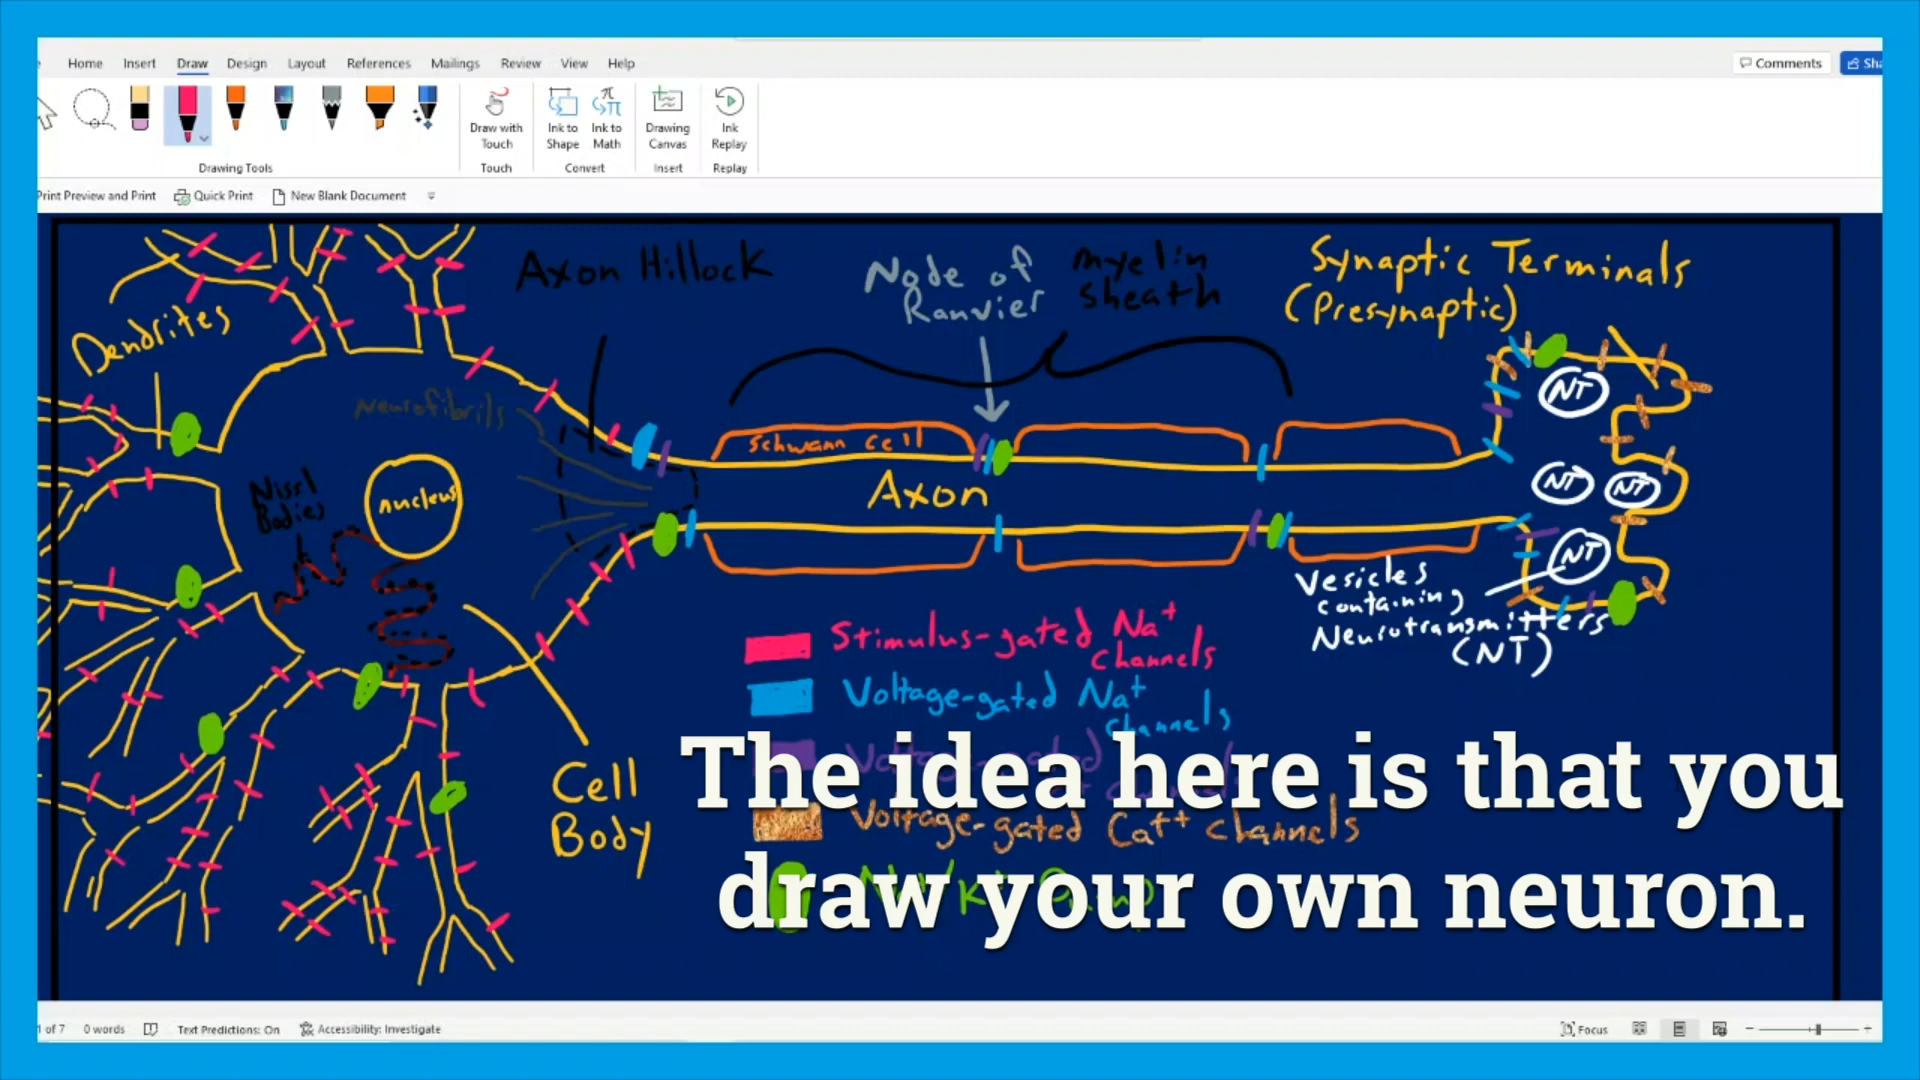 Home Insert Draw Design Layout References Mailings Review View Help
Comments
Draw with Touch
Ink to Shape
Ink to Math
Drawing Canvas
Ink Replay
Drawing Tools
Touch
Convert
Insert
Replay
Print Preview and Print
Quick Print
New Blank Document
Axon Hillock
Node of
Ranvier
myelin
sheath
Synaptic Terminals
(Presynaptic)
Dendrites
Neurofibrils
Schwann cell
Axon
Nissl
Bodies
nucleus
NT
NT
NT
NT
Vesicles
containing
Neurotransmitters
(NT)
Stimulus-gated Na+
Channels
Voltage-gated Na+
Channels
Voltage-gated
Voltage-gated Ca++ channels
Cell
Body
The idea here is that you
draw your own neuron.
1 of 7
0 words
Text Predictions: On
Accessibility: Investigate
Focus